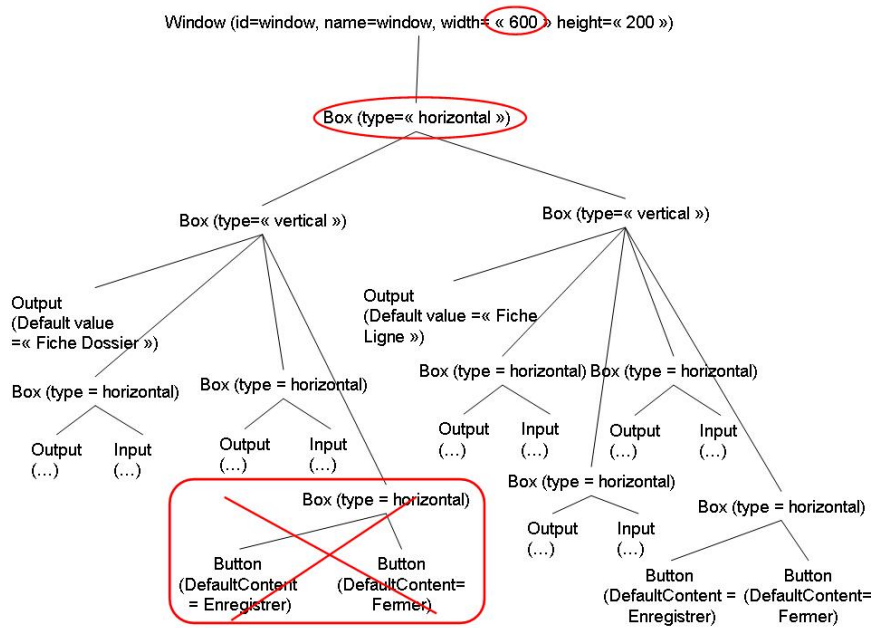 Window (id=window, name=window, width= « 600 » height=« 200 »)
Box (type=« horizontal »)
Box (type=« vertical »)
Box (type=« vertical »)
Output
(Default value
=« Fiche Dossier »)
Output
(Default value =« Fiche
Ligne »)
Box (type = horizontal)
Box (type = horizontal)
Box (type = horizontal)
Box (type = horizontal)
Output
(…)
Input
(…)
Output
(…)
Input
(…)
Output
(…)
Input
(…)
Output
(…)
Input
(…)
Box (type = horizontal)
Box (type = horizontal)
Box (type = horizontal)
Output
(…)
Input
(…)
Button
(DefaultContent
= Enregistrer)
Button
(DefaultContent=
Fermer)
Button
(DefaultContent =
Enregistrer)
Button
(DefaultContent=
Fermer)